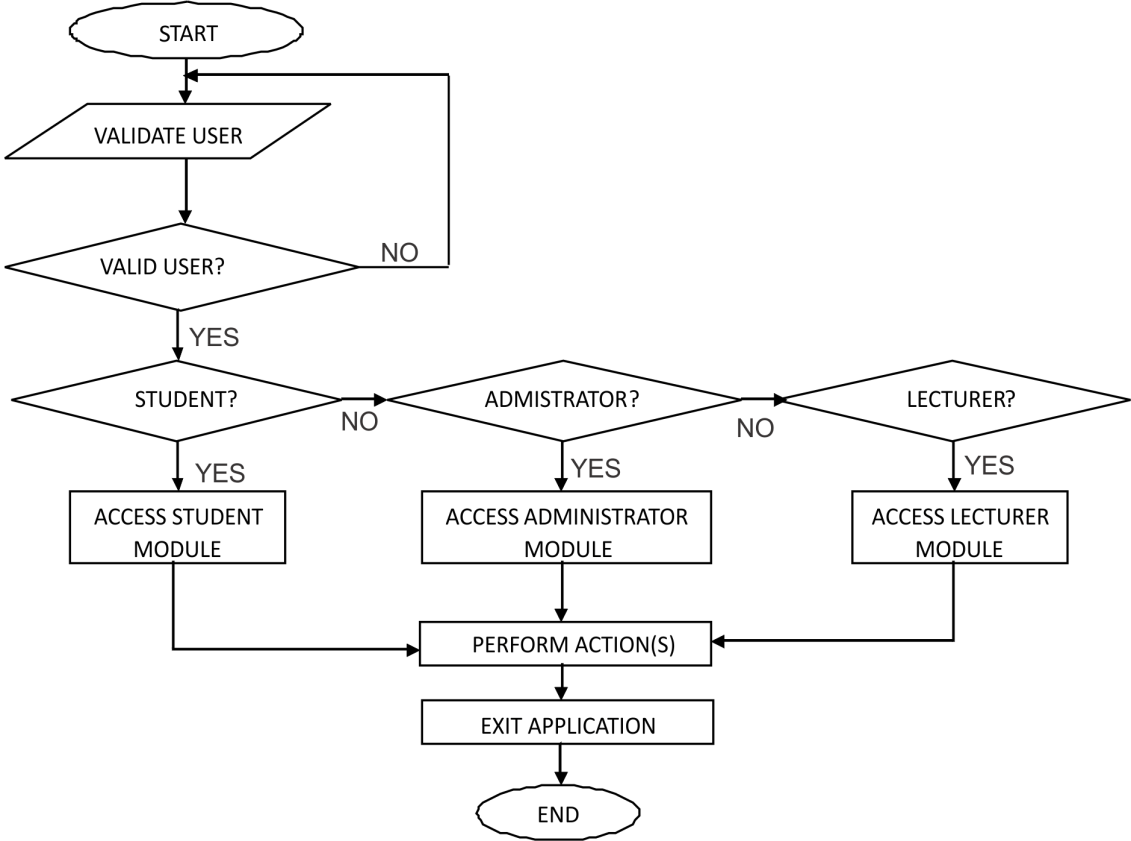 START
VALIDATE USER
VALID USER?
NO
YES
STUDENT?
NO
ADMISTRATOR?
NO
LECTURER?
YES
YES
YES
ACCESS STUDENT
MODULE
ACCESS ADMINISTRATOR
MODULE
ACCESS LECTURER
MODULE
PERFORM ACTION(S)
EXIT APPLICATION
END